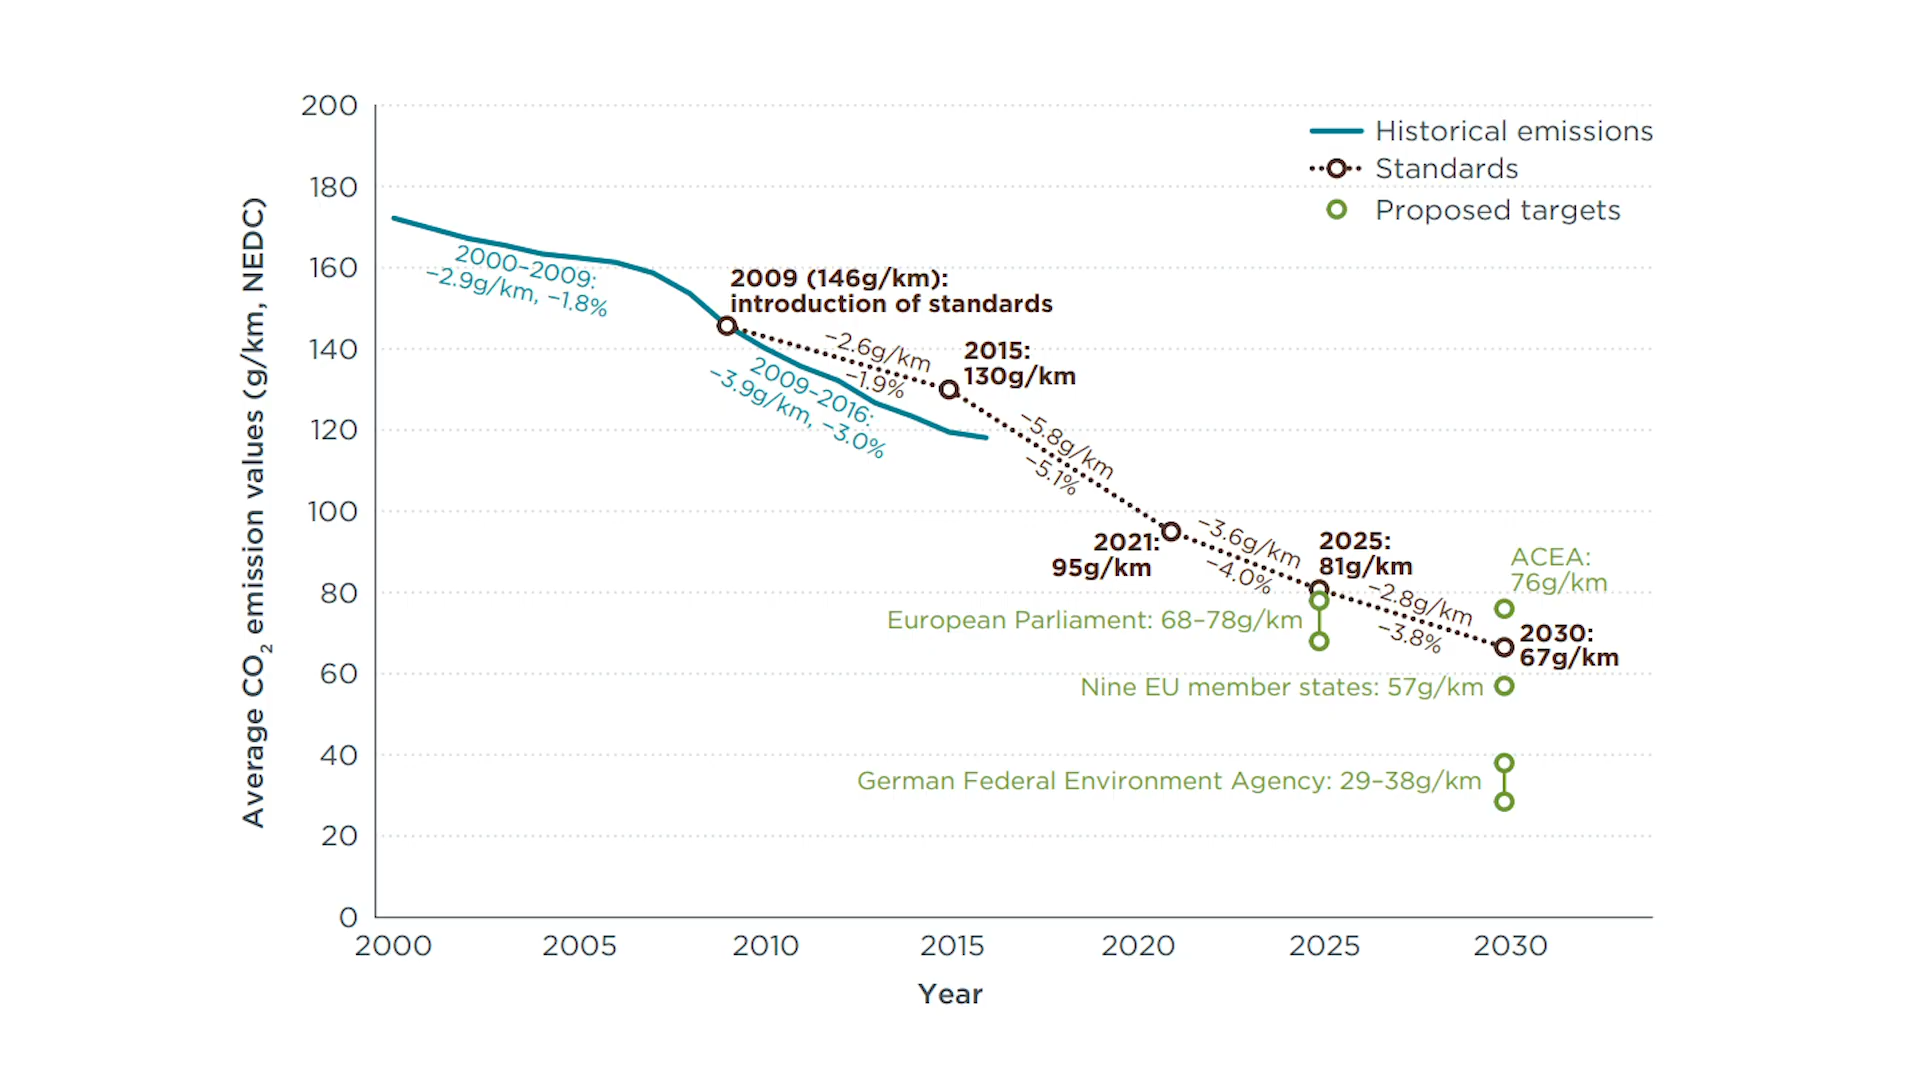 200
180
160
140
120
100
80
60
40
20
0
Average CO2 emission values (g/km, NEDC)
Historical emissions
Standards
Proposed targets
2000–2009:
−2.9g/km, −1.8%
2009 (146g/km):
introduction of standards
−2.6g/km
−1.9%
2009–2016:
−3.9g/km, −3.0%
2015:
130g/km
−5.8g/km
−5.1%
2021:
95g/km
−3.6g/km
−4.0%
2025:
81g/km
−2.8g/km
−3.8%
ACEA:
76g/km
European Parliament: 68–78g/km
2030:
67g/km
Nine EU member states: 57g/km
German Federal Environment Agency: 29–38g/km
2000
2005
2010
2015
2020
2025
2030
Year